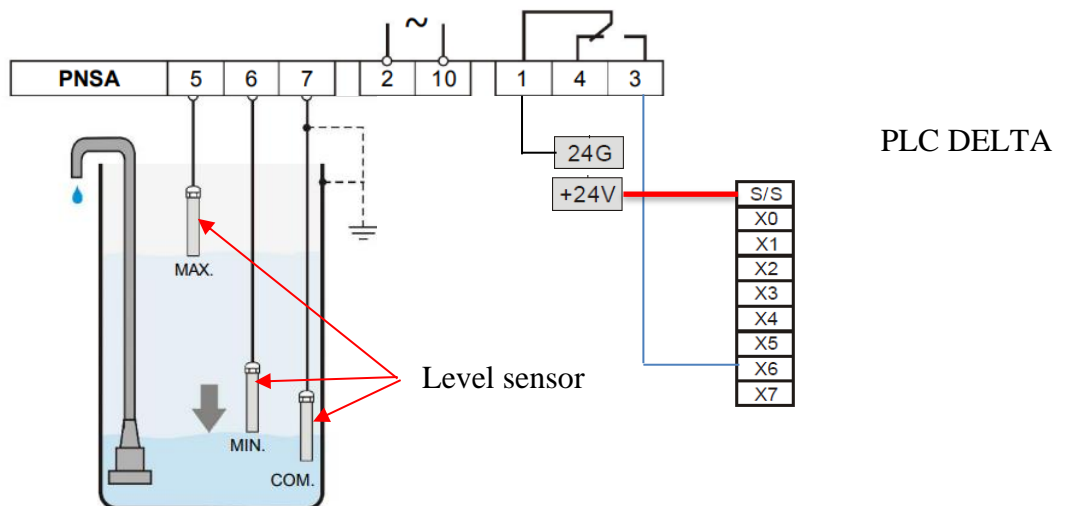 ~
PNSA 5 6 7 2 10 1 4 3
24G
+24V
PLC DELTA
S/S
X0
X1
X2
X3
X4
X5
X6
X7
MAX.
Level sensor
MIN.
COM.